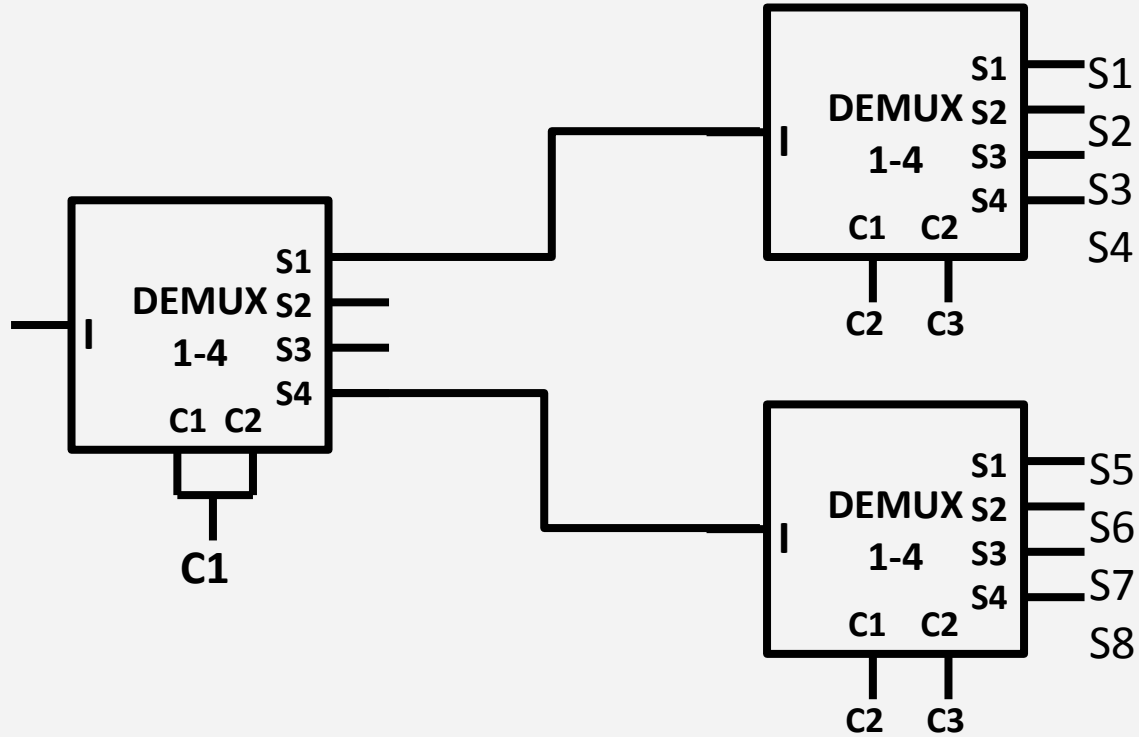 S1
DEMUX S2
I
1-4 S3
S4
C1 C2
C1
S1
DEMUX S2
I
1-4 S3
S4
C1 C2
C2 C3
S1
S2
S3
S4
S1
DEMUX S2
I
1-4 S3
S4
C1 C2
C2 C3
S5
S6
S7
S8